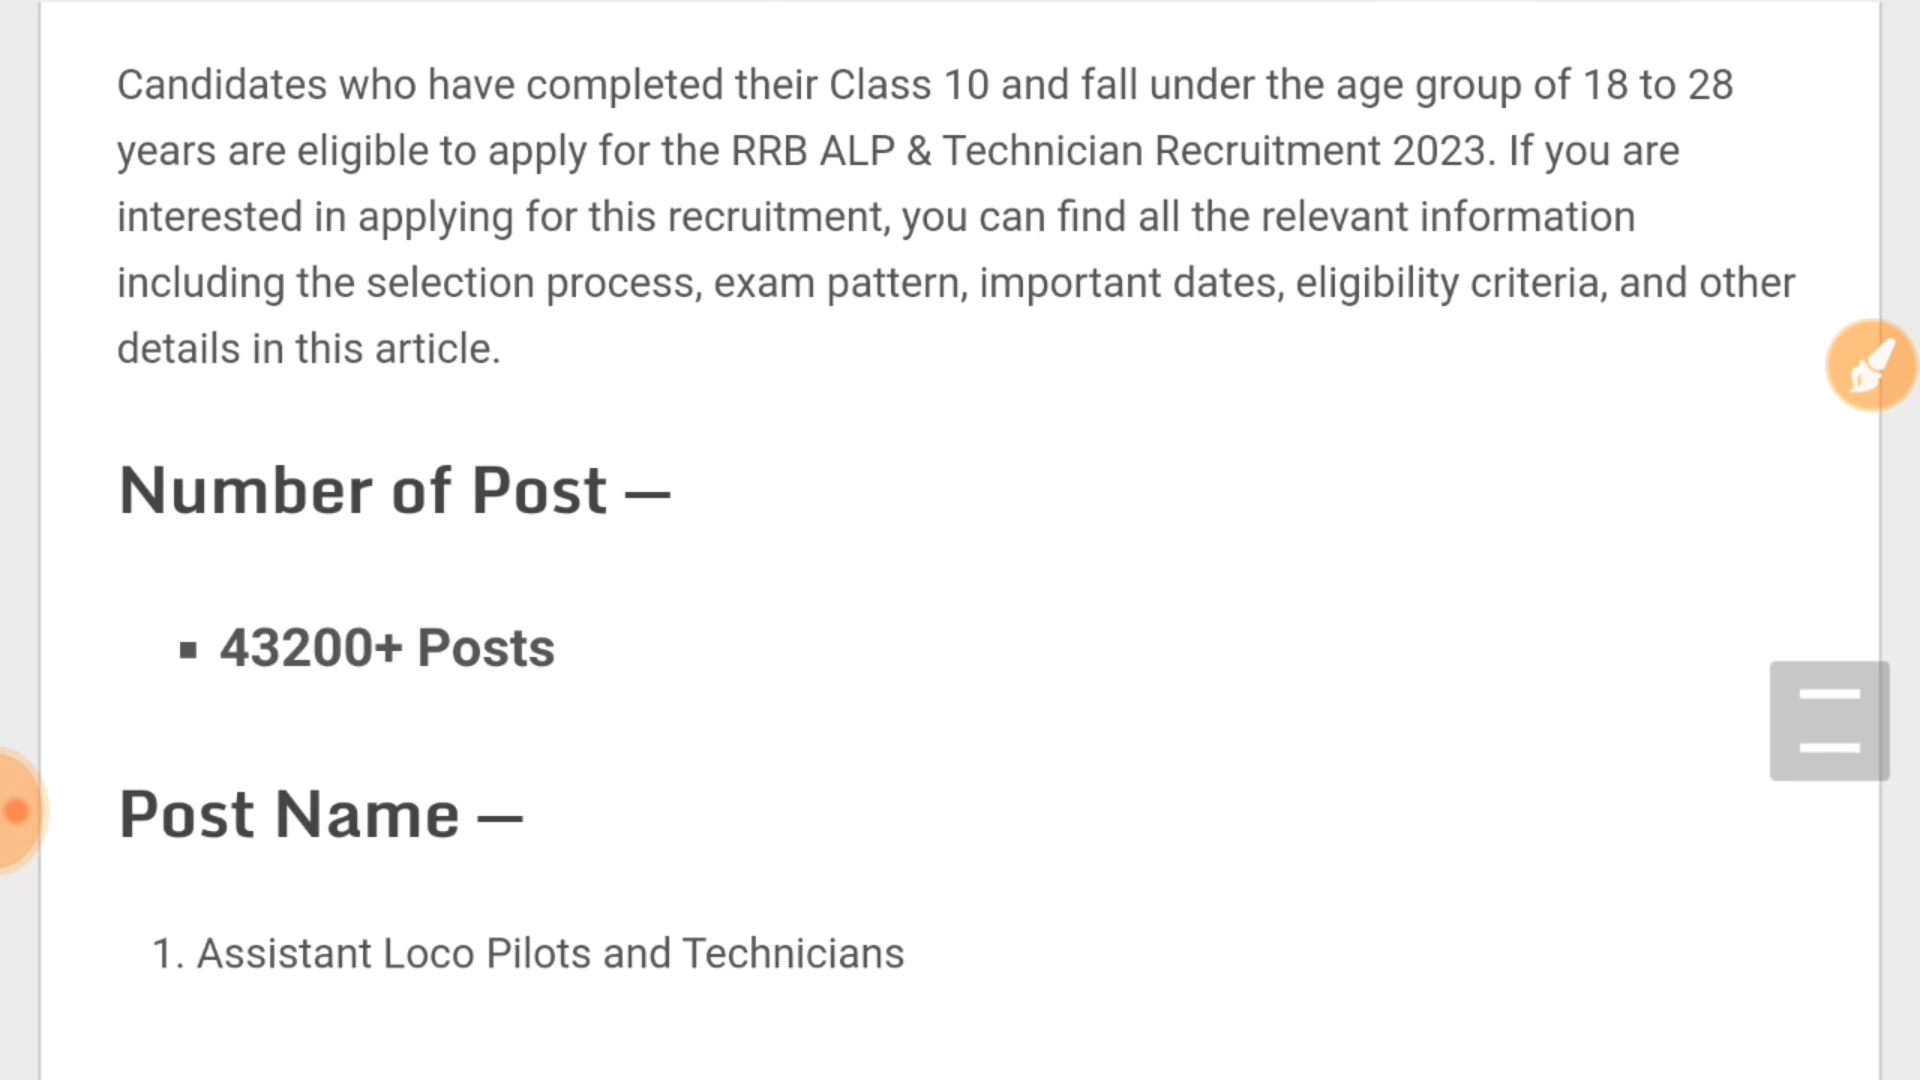 Candidates who have completed their Class 10 and fall under the age group of 18 to 28
years are eligible to apply for the RRB ALP & Technician Recruitment 2023. If you are
interested in applying for this recruitment, you can find all the relevant information
including the selection process, exam pattern, important dates, eligibility criteria, and other
details in this article.
Number of Post –
▪ 43200+ Posts
Post Name –
1. Assistant Loco Pilots and Technicians